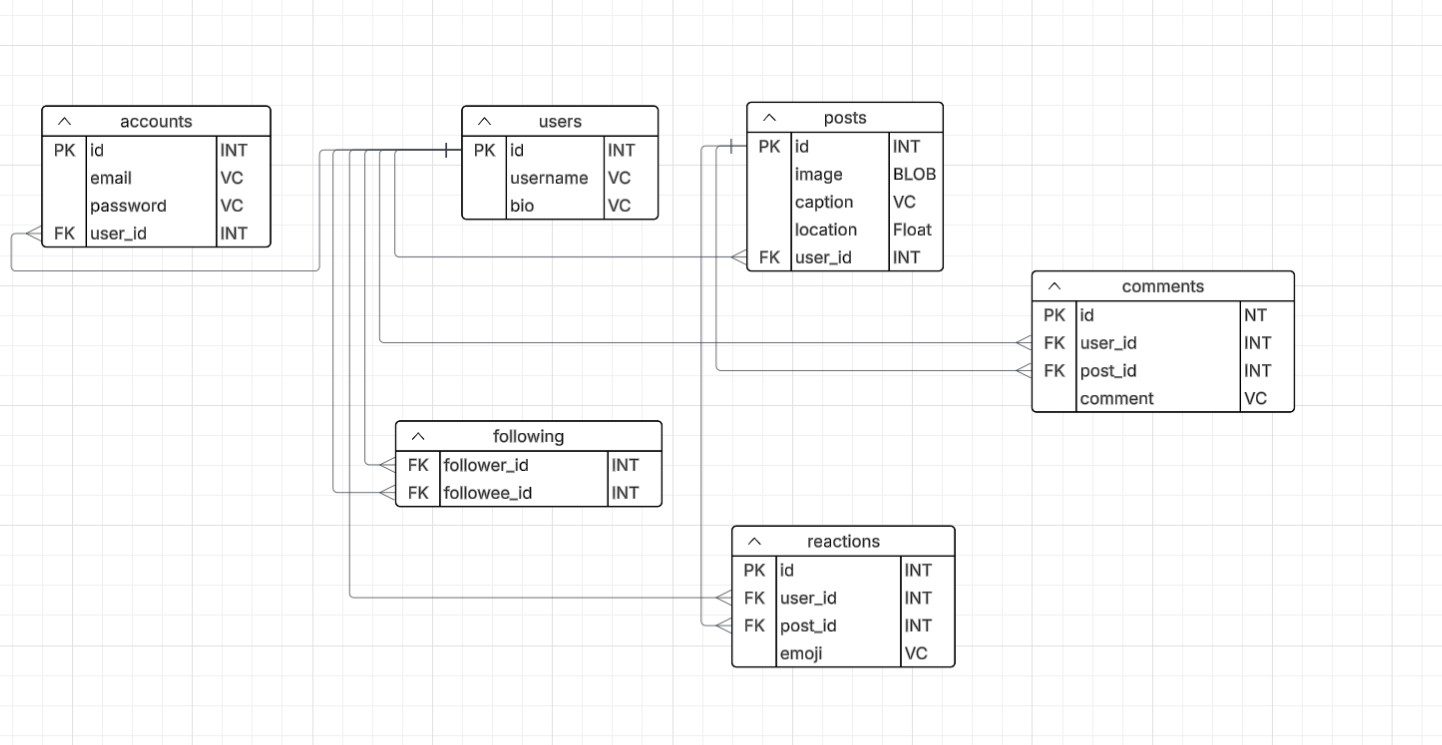 accounts
PK id INT
email VC
password VC
FK user_id INT
users
PK id INT
username VC
bio VC
posts
PK id INT
image BLOB
caption VC
location Float
FK user_id INT
comments
PK id NT
FK user_id INT
FK post_id INT
comment VC
following
FK follower_id INT
FK followee_id INT
reactions
PK id INT
FK user_id INT
FK post_id INT
emoji VC